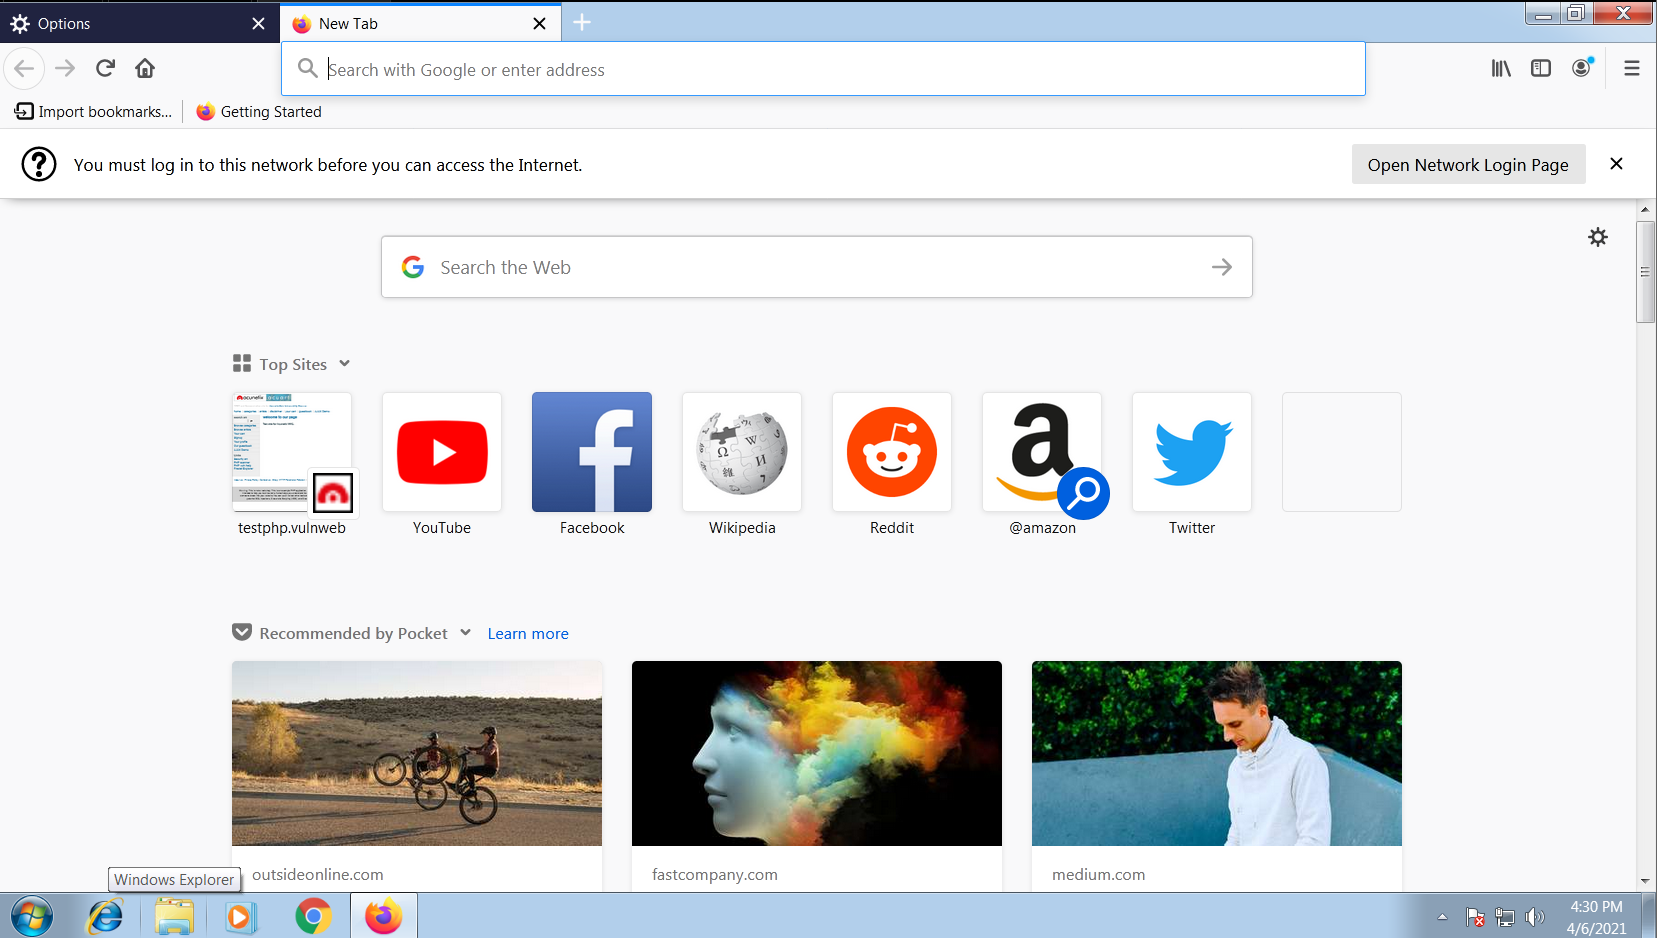 Options
New Tab
Search with Google or enter address
Import bookmarks...
Getting Started
You must log in to this network before you can access the Internet.
Open Network Login Page
Search the Web
Top Sites
testphp.vulnweb
YouTube
Facebook
Wikipedia
Reddit
@amazon
Twitter
Recommended by Pocket
Learn more
outsideonline.com
fastcompany.com
medium.com
Windows Explorer
4:30 PM
4/6/2021